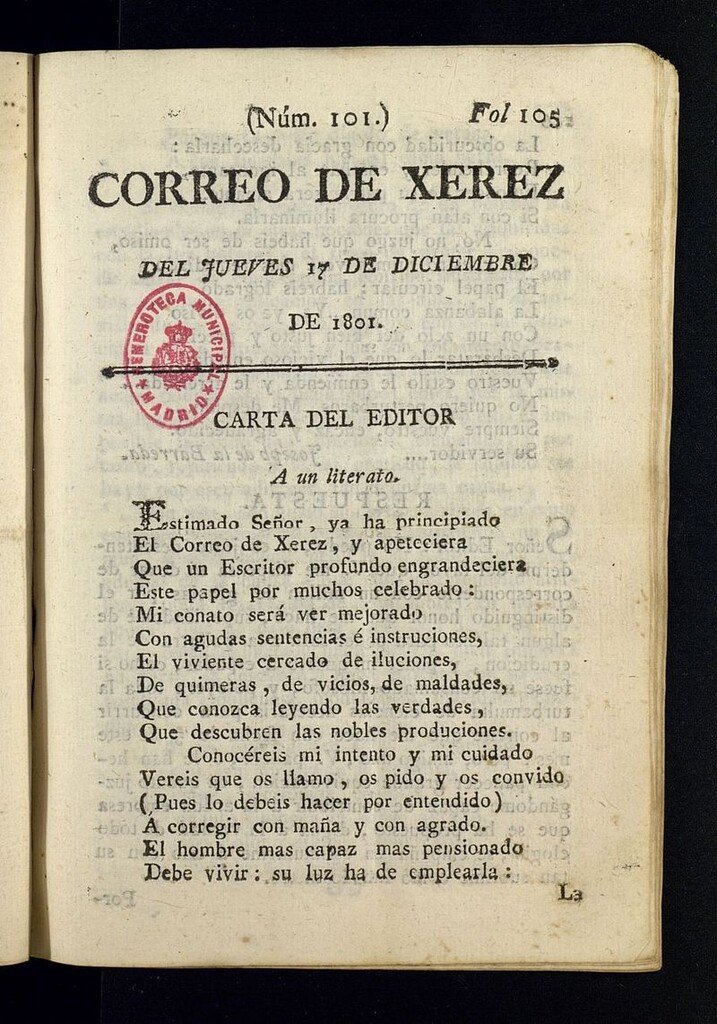 (Núm. 101.) Fol 105.
CORREO DE XEREZ
DEL JUEVES 17 DE DICIEMBRE
DE 1801.
HEMEROTECA MUNICIPAL
MADRID
CARTA DEL EDITOR
A un literato.
Estimado Señor, ya ha principiado
El Correo de Xerez, y apeteciera
Que un Escritor profundo engrandeciera
Este papel por muchos celebrado:
Mi conato será ver mejorado
Con agudas sentencias é instruciones,
El viviente cercado de iluciones,
De quimeras, de vicios, de maldades,
Que conozca leyendo las verdades,
Que descubren las nobles produciones.
Conocéreis mi intento y mi cuidado
Vereis que os llamo, os pido y os convido
(Pues lo debeis hacer por entendido)
A corregir con maña y con agrado.
El hombre mas capaz mas pensionado
Debe vivir: su luz ha de emplearla:
La